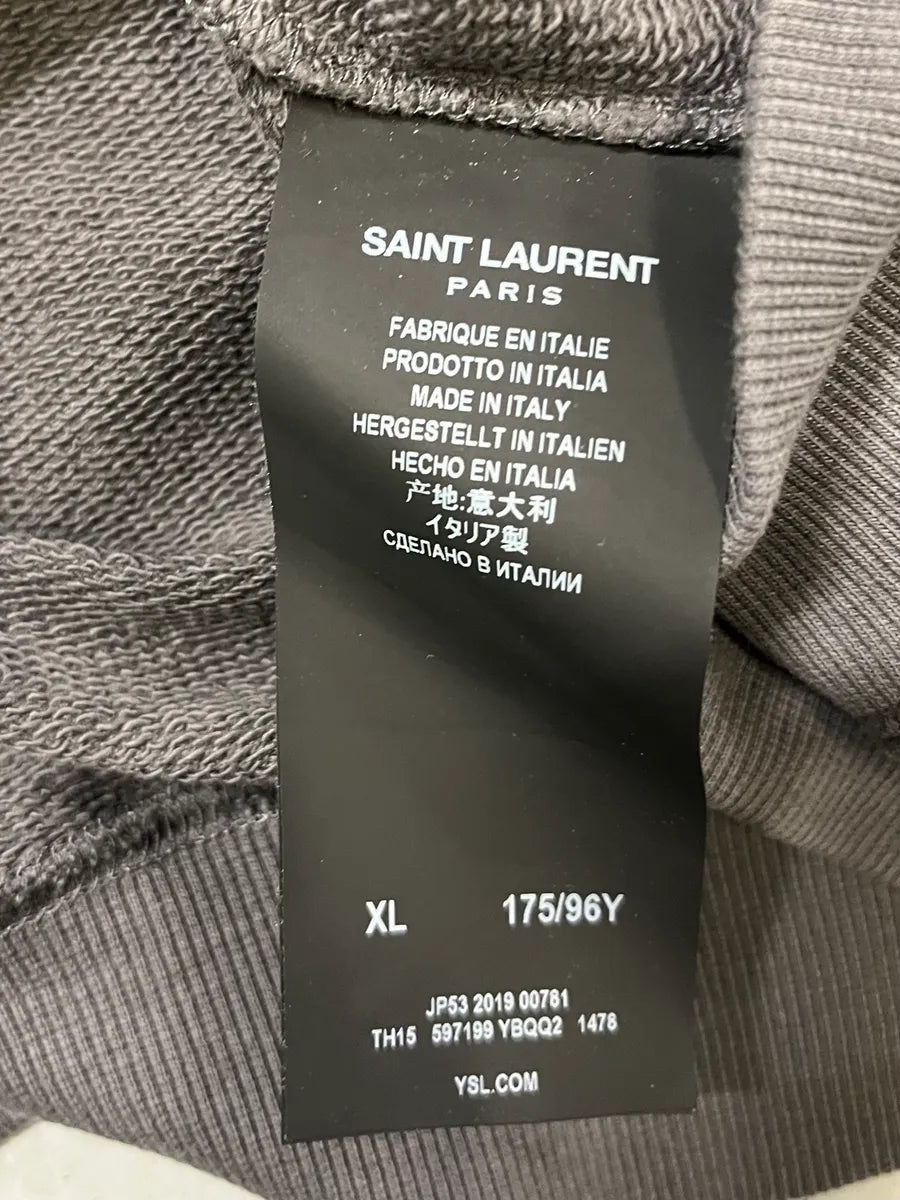 SAINT LAURENT
PARIS
FABRIQUE EN ITALIE
PRODOTTO IN ITALIA
MADE IN ITALY
HERGESTELLT IN ITALIEN
HECHO EN ITALIA
产地:意大利
イタリア製
СДЕЛАНО В ИТАЛИИ
XL 175/96Y
JP53 2019 00781
TH15 597199 YBQQ2 1478
YSL.COM